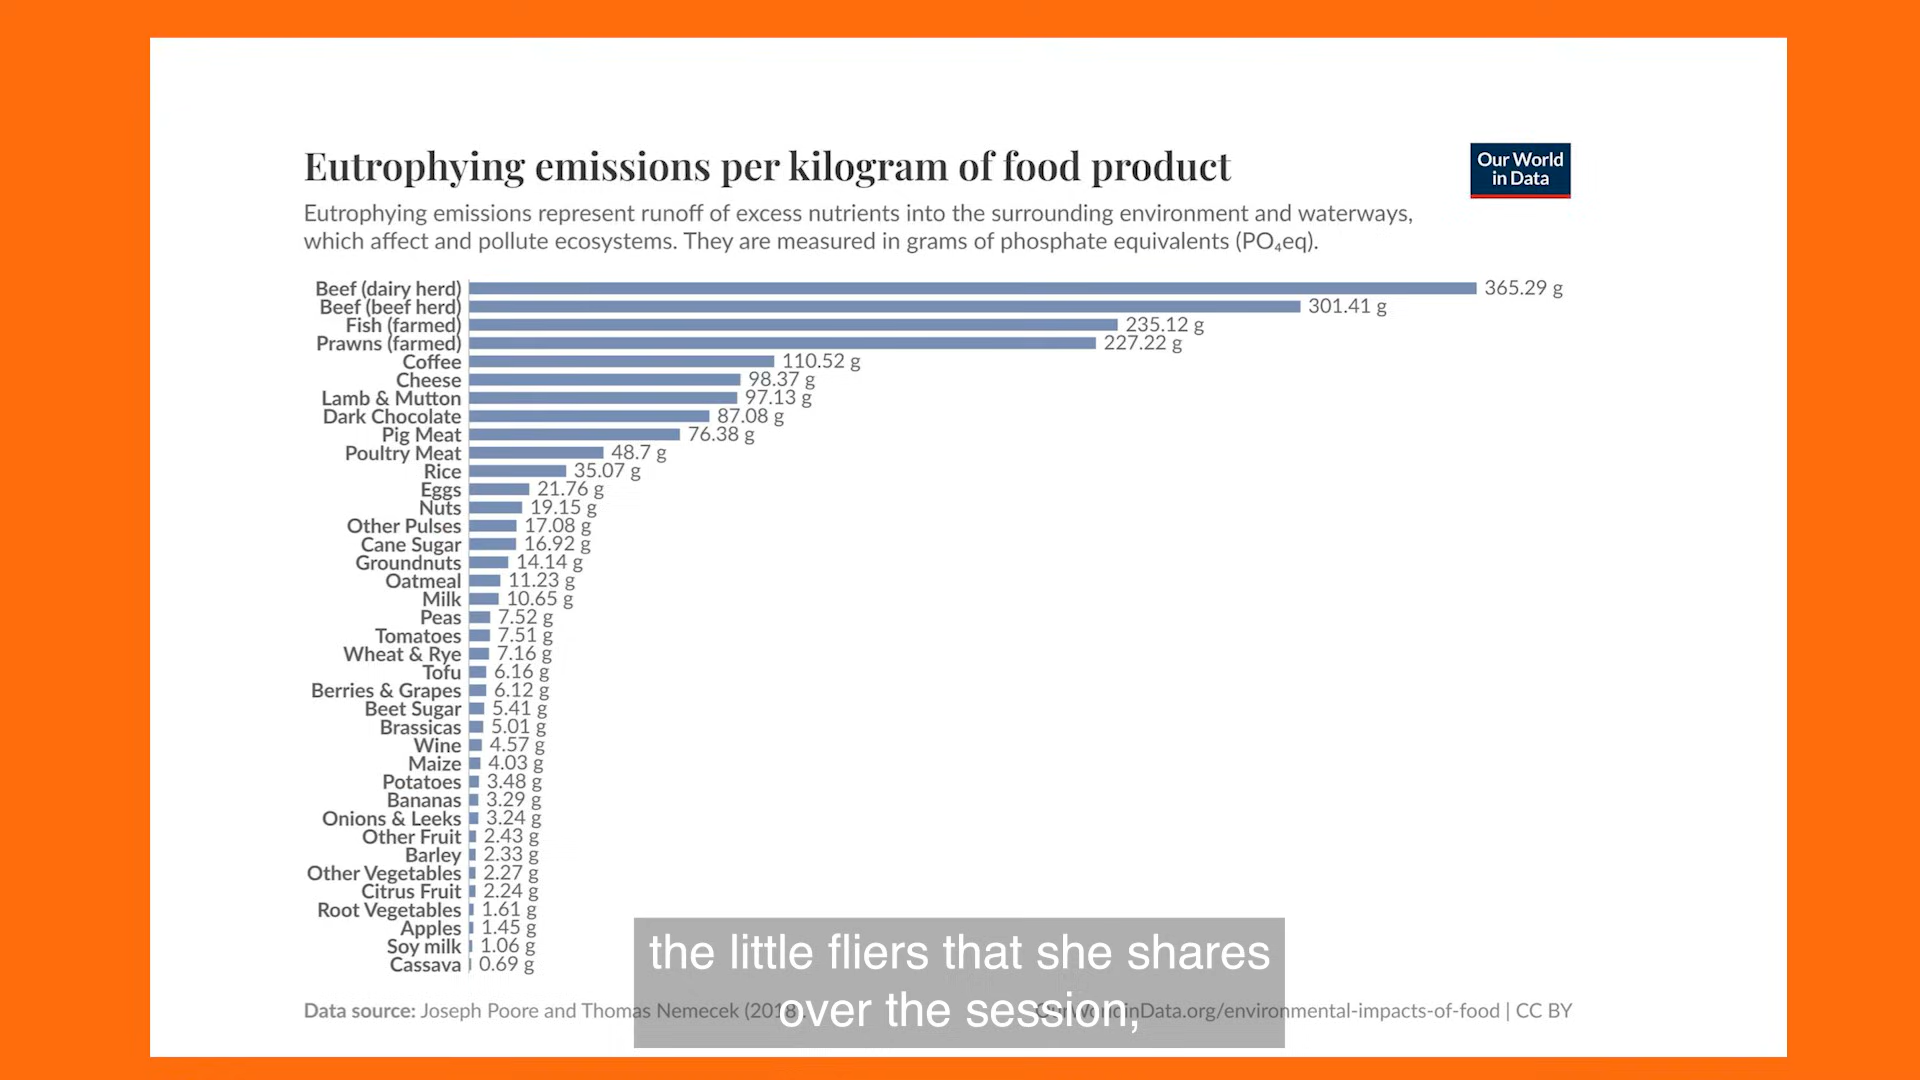 Eutrophying emissions per kilogram of food product
Our World
in Data
Eutrophying emissions represent runoff of excess nutrients into the surrounding environment and waterways,
which affect and pollute ecosystems. They are measured in grams of phosphate equivalents (PO₄eq).
Beef (dairy herd) 365.29 g
Beef (beef herd) 301.41 g
Fish (farmed) 235.12 g
Prawns (farmed) 227.22 g
Coffee 110.52 g
Cheese 98.37 g
Lamb & Mutton 97.13 g
Dark Chocolate 87.08 g
Pig Meat 76.38 g
Poultry Meat 48.7 g
Rice 35.07 g
Eggs 21.76 g
Nuts 19.15 g
Other Pulses 17.08 g
Cane Sugar 16.92 g
Groundnuts 14.14 g
Oatmeal 11.23 g
Milk 10.65 g
Peas 7.52 g
Tomatoes 7.51 g
Wheat & Rye 7.16 g
Tofu 6.16 g
Berries & Grapes 6.12 g
Beet Sugar 5.41 g
Brassicas 5.01 g
Wine 4.57 g
Maize 4.03 g
Potatoes 3.48 g
Bananas 3.29 g
Onions & Leeks 3.24 g
Other Fruit 2.43 g
Barley 2.33 g
Other Vegetables 2.27 g
Citrus Fruit 2.24 g
Root Vegetables 1.61 g
Apples 1.45 g
Soy milk 1.06 g
Cassava 0.69 g
the little fliers that she shares
over the session,
Data source: Joseph Poore and Thomas Nemecek (2018). OurWorldinData.org/environmental-impacts-of-food | CC BY